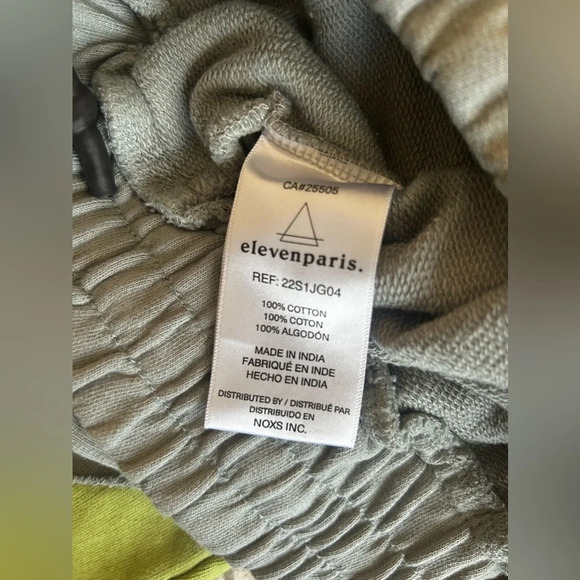 CA#25505
elevenparis.
REF: 22S1JG04
100% COTTON
100% COTON
100% ALGODÓN
MADE IN INDIA
FABRIQUÉ EN INDE
HECHO EN INDIA
DISTRIBUTED BY / DISTRIBUÉ PAR
DISTRIBUIDO EN
NOXS INC.